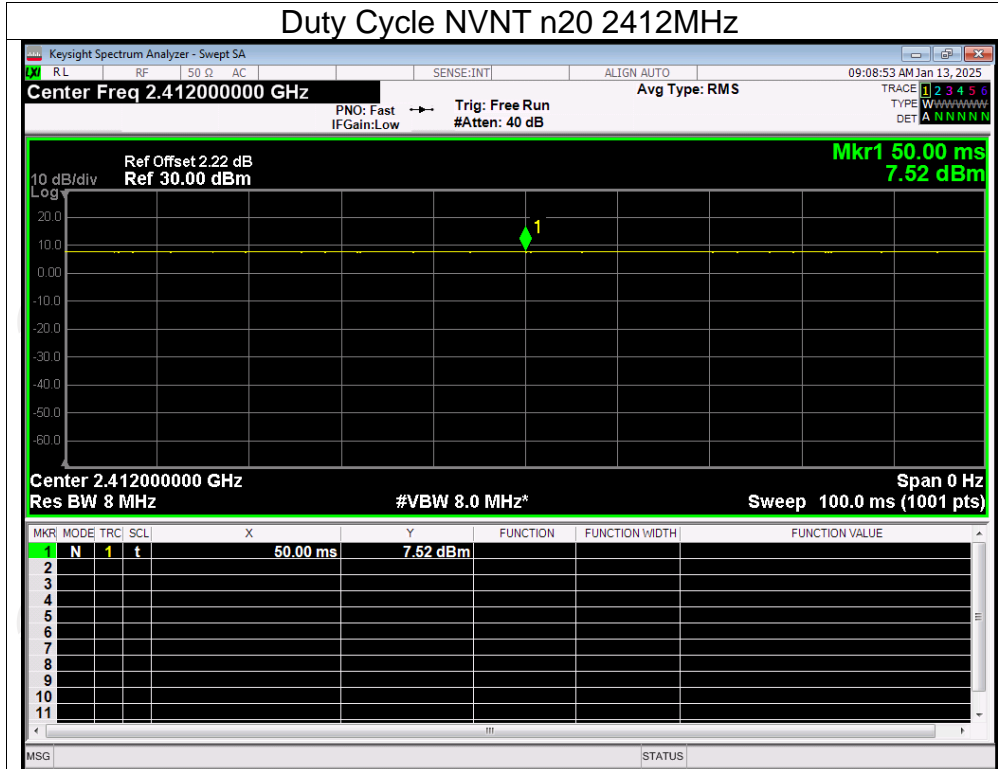 Duty Cycle NVNT n20 2412MHz
Keysight Spectrum Analyzer - Swept SA
LXI RL RF 50 Ω AC SENSE:INT ALIGN AUTO 09:08:53 AM Jan 13, 2025
Center Freq 2.412000000 GHz Avg Type: RMS TRACE 1 2 3 4 5 6
PNO: Fast Trig: Free Run TYPE WWWWWW
IFGain:Low #Atten: 40 dB DET A N N N N N
Mkr1 50.00 ms
Ref Offset 2.22 dB
10 dB/div Ref 30.00 dBm 7.52 dBm
Log
20.0
1
10.0
0.00
-10.0
-20.0
-30.0
-40.0
-50.0
-60.0
Center 2.412000000 GHz Span 0 Hz
Res BW 8 MHz #VBW 8.0 MHz* Sweep 100.0 ms (1001 pts)
MKR MODE TRC SCL X Y FUNCTION FUNCTION WIDTH FUNCTION VALUE
1 N 1 t 50.00 ms 7.52 dBm
2
3
4
5
6
7
8
9
10
11
MSG STATUS